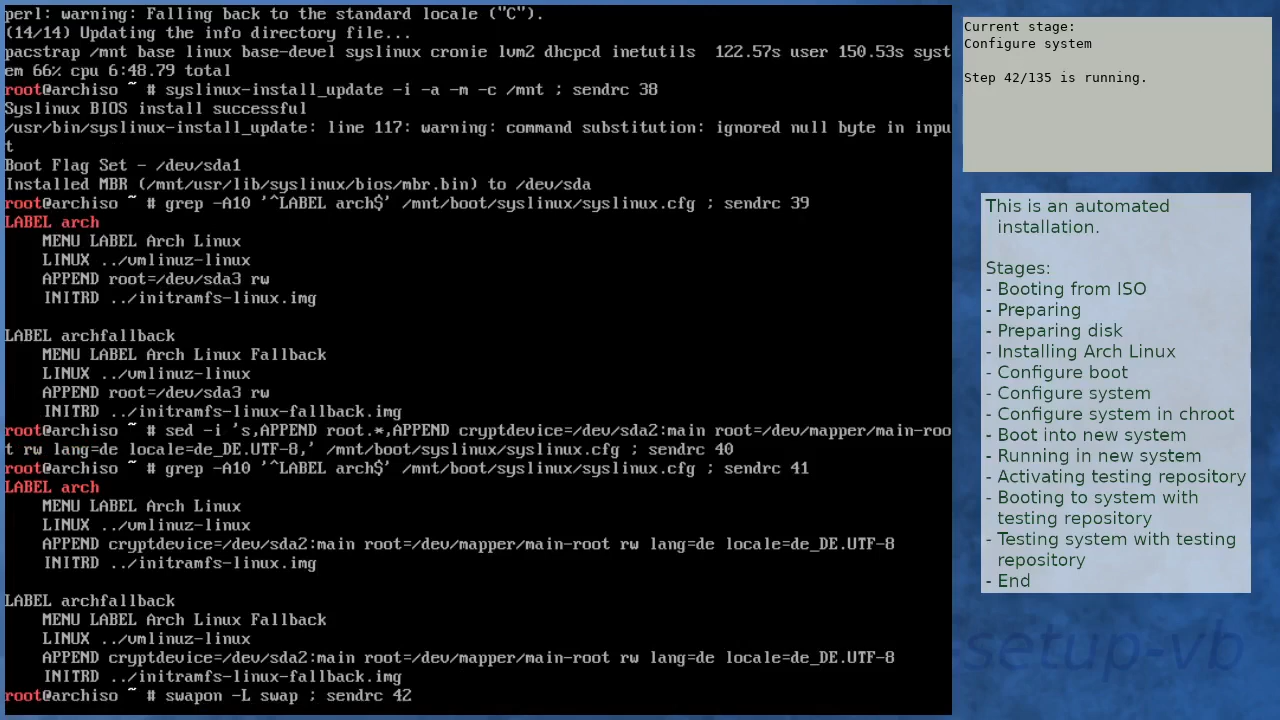 perl: warning: Falling back to the standard locale ("C").
(14/14) Updating the info directory file...
pacstrap /mnt base linux base-devel syslinux cronie lvm2 dhcpcd inetutils  122.57s user 150.53s syst
em 66% cpu 6:48.79 total
root@archiso ~ # syslinux-install_update -i -a -m -c /mnt ; sendrc 38
Syslinux BIOS install successful
/usr/bin/syslinux-install_update: line 117: warning: command substitution: ignored null byte in inpu
t
Boot Flag Set - /dev/sda1
Installed MBR (/mnt/usr/lib/syslinux/bios/mbr.bin) to /dev/sda
root@archiso ~ # grep -A10 '^LABEL arch$' /mnt/boot/syslinux/syslinux.cfg ; sendrc 39
LABEL arch
    MENU LABEL Arch Linux
    LINUX ../vmlinuz-linux
    APPEND root=/dev/sda3 rw
    INITRD ../initramfs-linux.img

LABEL archfallback
    MENU LABEL Arch Linux Fallback
    LINUX ../vmlinuz-linux
    APPEND root=/dev/sda3 rw
    INITRD ../initramfs-linux-fallback.img
root@archiso ~ # sed -i 's,APPEND root.*,APPEND cryptdevice=/dev/sda2:main root=/dev/mapper/main-roo
t rw lang=de locale=de_DE.UTF-8,' /mnt/boot/syslinux/syslinux.cfg ; sendrc 40
root@archiso ~ # grep -A10 '^LABEL arch$' /mnt/boot/syslinux/syslinux.cfg ; sendrc 41
LABEL arch
    MENU LABEL Arch Linux
    LINUX ../vmlinuz-linux
    APPEND cryptdevice=/dev/sda2:main root=/dev/mapper/main-root rw lang=de locale=de_DE.UTF-8
    INITRD ../initramfs-linux.img

LABEL archfallback
    MENU LABEL Arch Linux Fallback
    LINUX ../vmlinuz-linux
    APPEND cryptdevice=/dev/sda2:main root=/dev/mapper/main-root rw lang=de locale=de_DE.UTF-8
    INITRD ../initramfs-linux-fallback.img
root@archiso ~ # swapon -L swap ; sendrc 42
Current stage:
Configure system

Step 42/135 is running.
This is an automated
installation.

Stages:
- Booting from ISO
- Preparing
- Preparing disk
- Installing Arch Linux
- Configure boot
- Configure system
- Configure system in chroot
- Boot into new system
- Running in new system
- Activating testing repository
- Booting to system with
testing repository
- Testing system with testing
repository
- End
-setup-vb